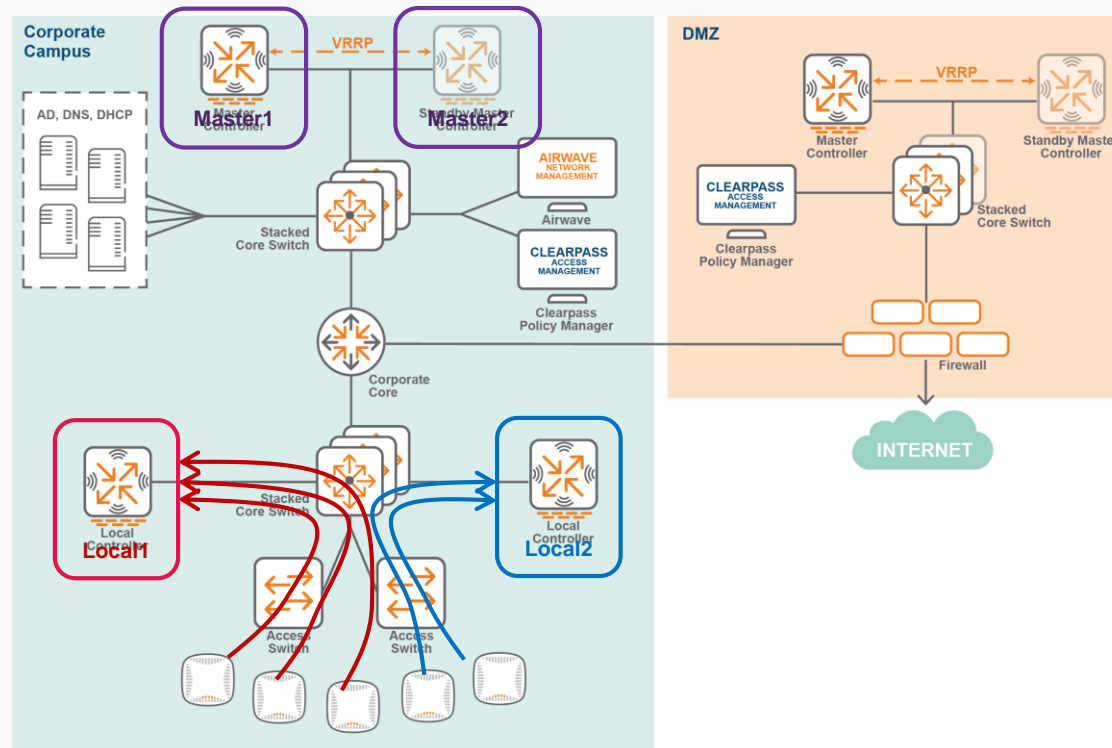 Corporate
Campus
VRRP
Master
Controller
Master1
Standby Master
Controller
Master2
AD, DNS, DHCP
Stacked
Core Switch
AIRWAVE
NETWORK
MANAGEMENT
Airwave
CLEARPASS
ACCESS
MANAGEMENT
Clearpass
Policy Manager
Corporate
Core
Local
Controller
Local1
Stacked
Core Switch
Local
Controller
Local2
Access
Switch
Access
Switch
DMZ
VRRP
Master
Controller
Standby Master
Controller
CLEARPASS
ACCESS
MANAGEMENT
Clearpass
Policy Manager
Stacked
Core Switch
Firewall
INTERNET